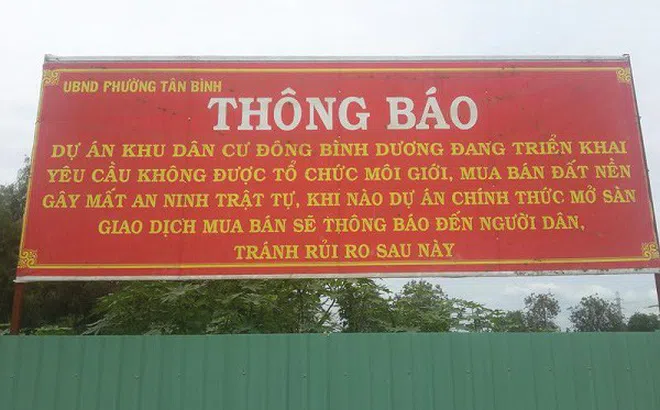 UBND PHƯỜNG TÂN BÌNH
THÔNG BÁO
DỰ ÁN KHU DÂN CƯ ĐÔNG BÌNH DƯƠNG ĐANG TRIỂN KHAI
YÊU CẦU KHÔNG ĐƯỢC TỔ CHỨC MÔI GIỚI, MUA BÁN ĐẤT NỀN
GÂY MẤT AN NINH TRẬT TỰ, KHI NÀO DỰ ÁN CHÍNH THỨC MỞ SÀN
GIAO DỊCH MUA BÁN SẼ THÔNG BÁO ĐẾN NGƯỜI DÂN,
TRÁNH RỦI RO SAU NÀY